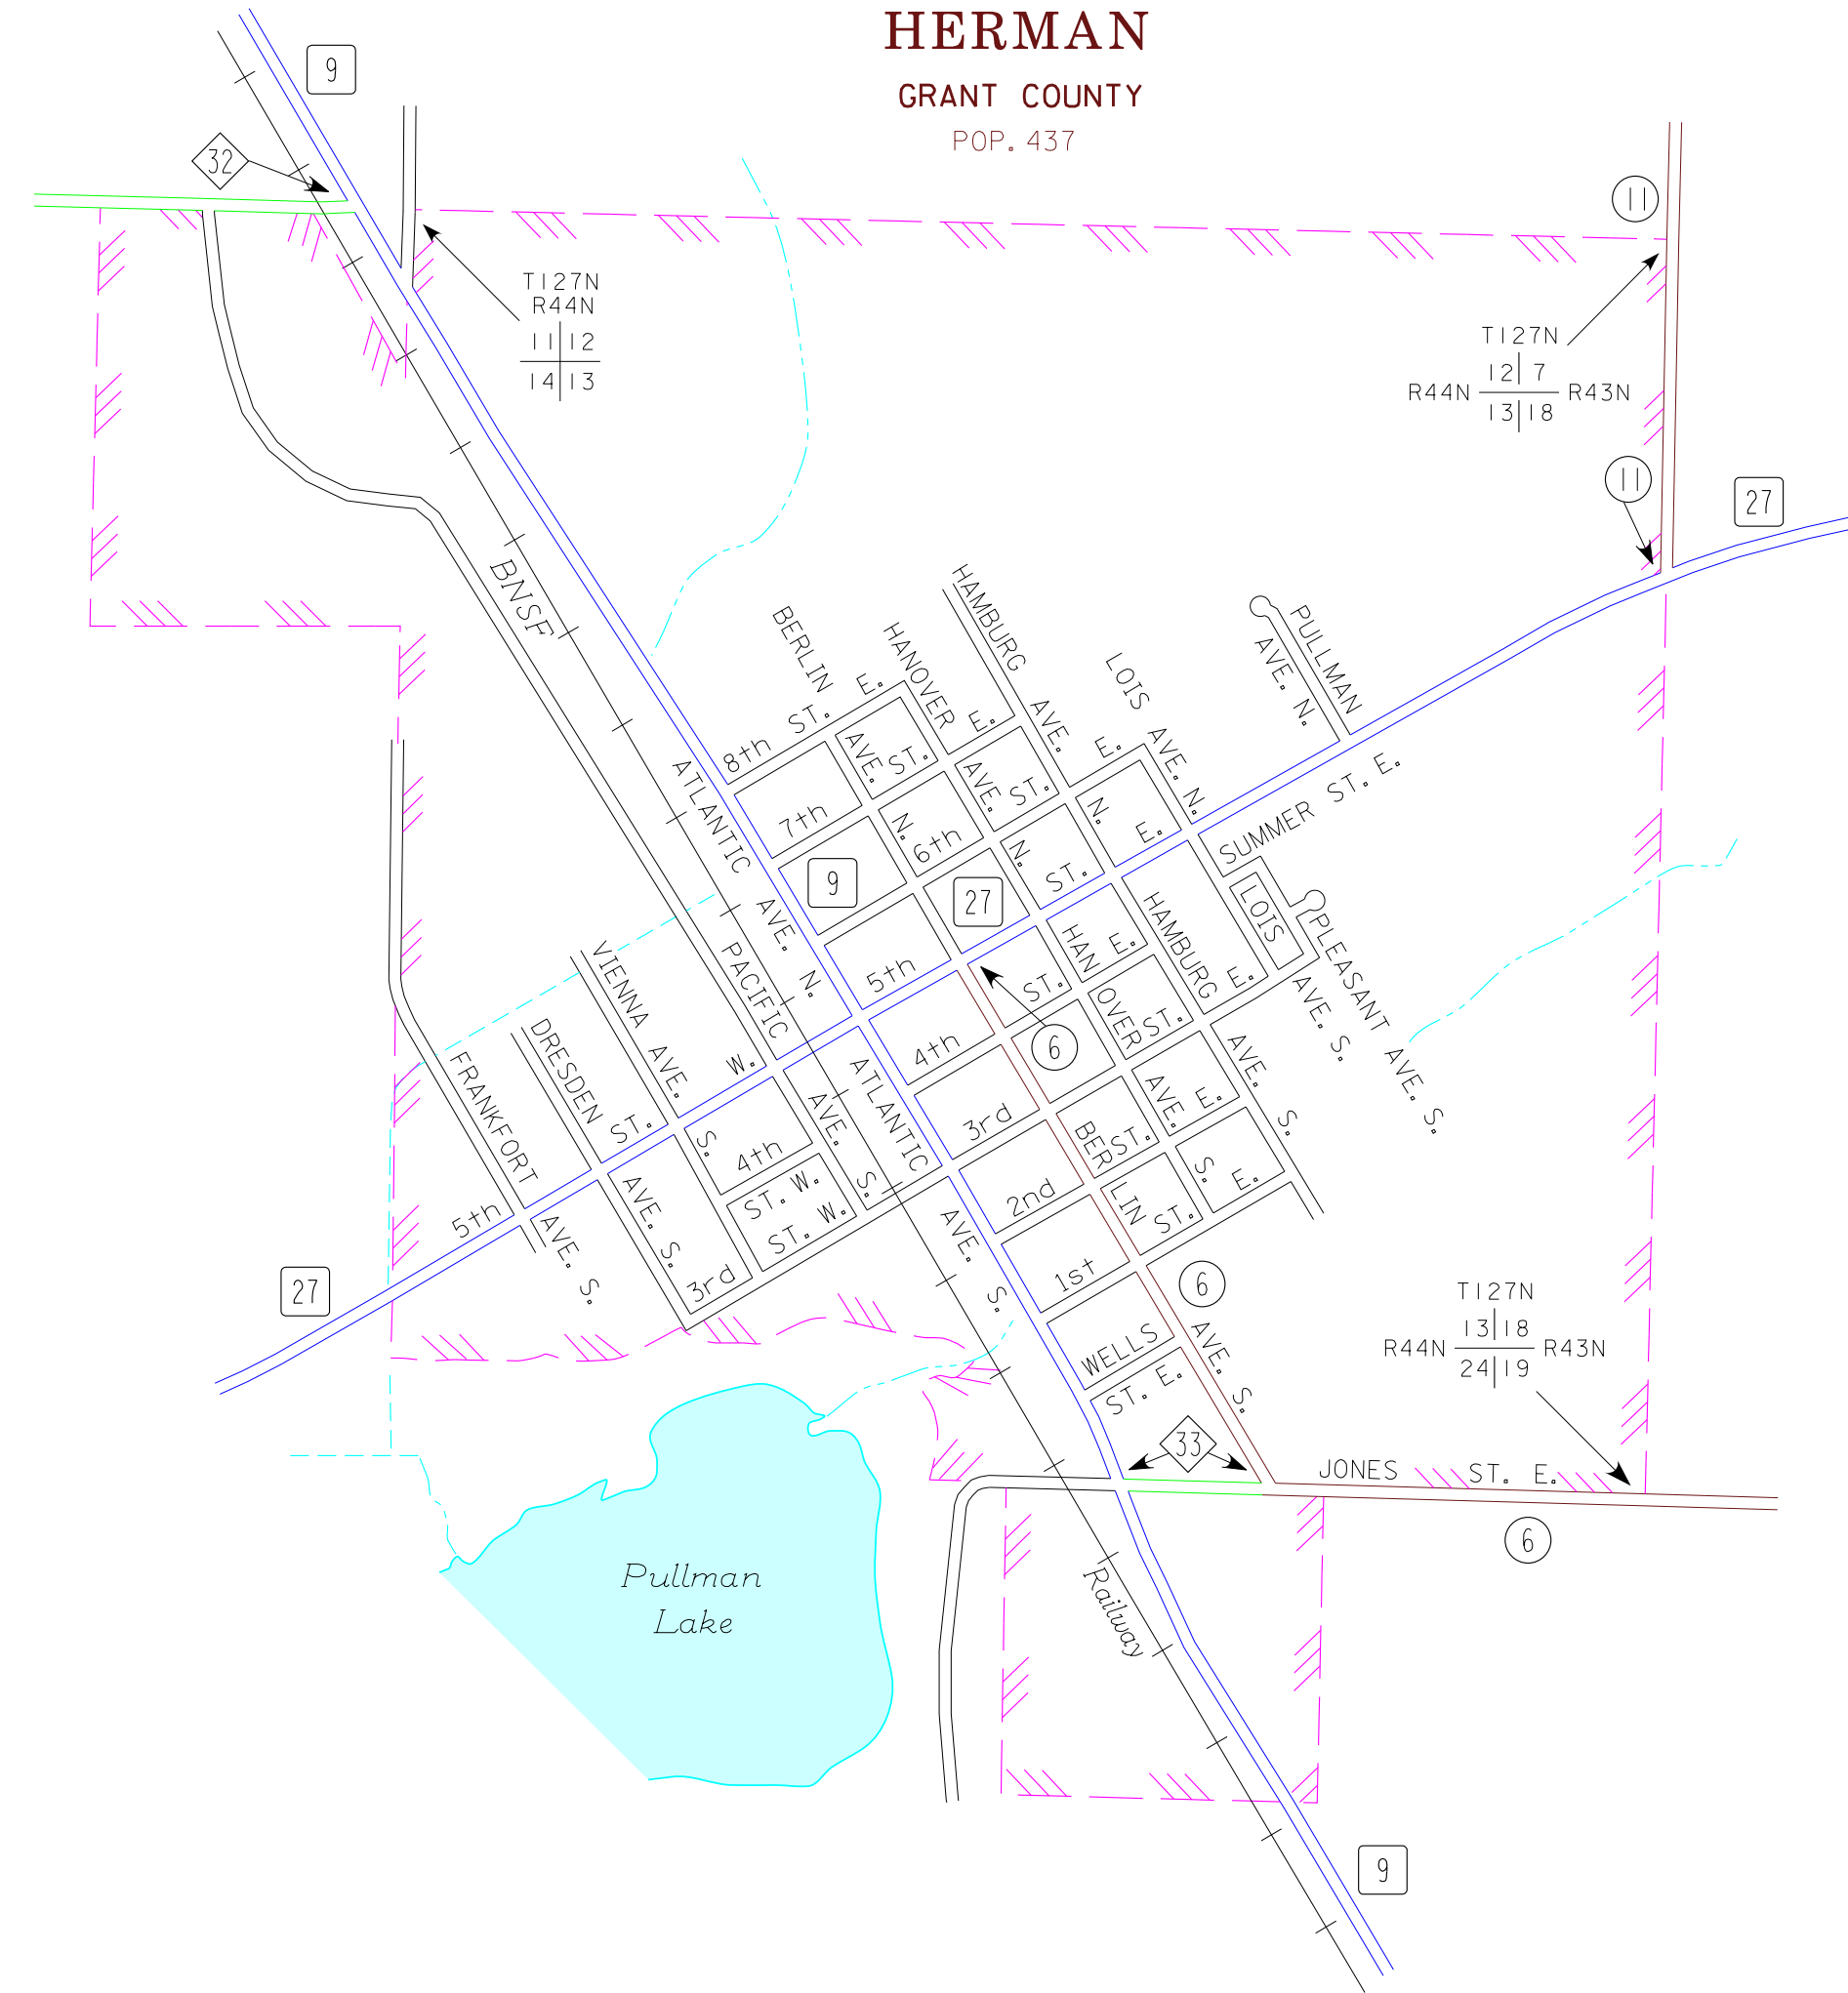 HERMAN
GRANT COUNTY
POP. 437
9
32
11
T127N
R44N
11 12
14 13
T127N
12 7
R44N R43N
13 18
11
27
BNSF
BERLIN AVE. N.
HANOVER AVE. N.
HAMBURG AVE. N.
LOIS AVE. N.
PULLMAN
AVE. N.
8th ST. E.
7th ST. E.
6th ST. E.
5th ST. E.
SUMMER ST. E.
9
27
ATLANTIC AVE. N.
PACIFIC AVE. S.
VIENNA AVE. S.
DRESDEN AVE. S.
FRANKFORT AVE. S.
HANOVER AVE. S.
HAMBURG AVE. S.
LOIS AVE. S.
PLEASANT AVE. S.
4th ST. E.
6
3rd ST. E.
2nd ST. E.
BERLIN AVE. S.
1st ST. E.
ATLANTIC AVE. S.
5th ST. W.
4th ST. W.
3rd ST. W.
27
6
WELLS
ST. E.
T127N
13 18
R44N R43N
24 19
33
JONES ST. E.
6
Pullman
Lake
Railway
9